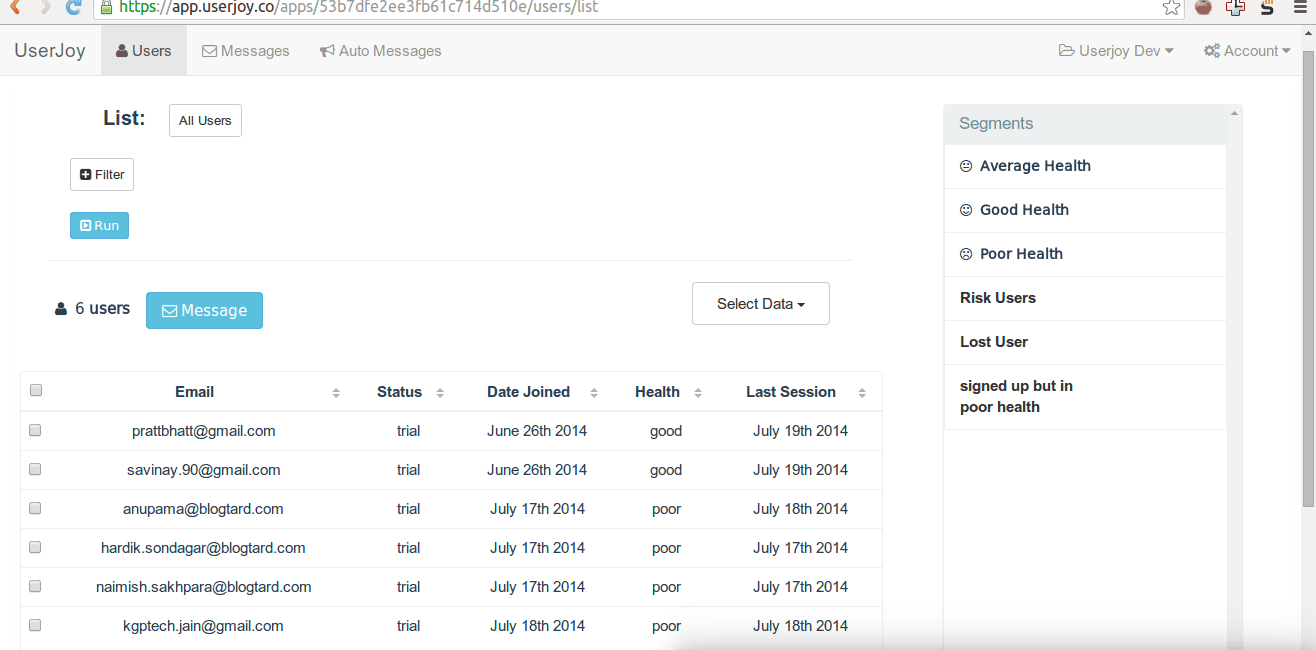 https://app.userjoy.co/apps/53b7dfe2ee3fb61c714d510e/users/list
UserJoy Users Messages Auto Messages Userjoy Dev Account
List: All Users
Filter
Run
6 users Message Select Data
Email Status Date Joined Health Last Session
prattbhatt@gmail.com trial June 26th 2014 good July 19th 2014
savinay.90@gmail.com trial June 26th 2014 good July 19th 2014
anupama@blogtard.com trial July 17th 2014 poor July 18th 2014
hardik.sondagar@blogtard.com trial July 17th 2014 poor July 17th 2014
naimish.sakhpara@blogtard.com trial July 17th 2014 poor July 17th 2014
kgptech.jain@gmail.com trial July 18th 2014 poor July 18th 2014
Segments
Average Health
Good Health
Poor Health
Risk Users
Lost User
signed up but in
poor health